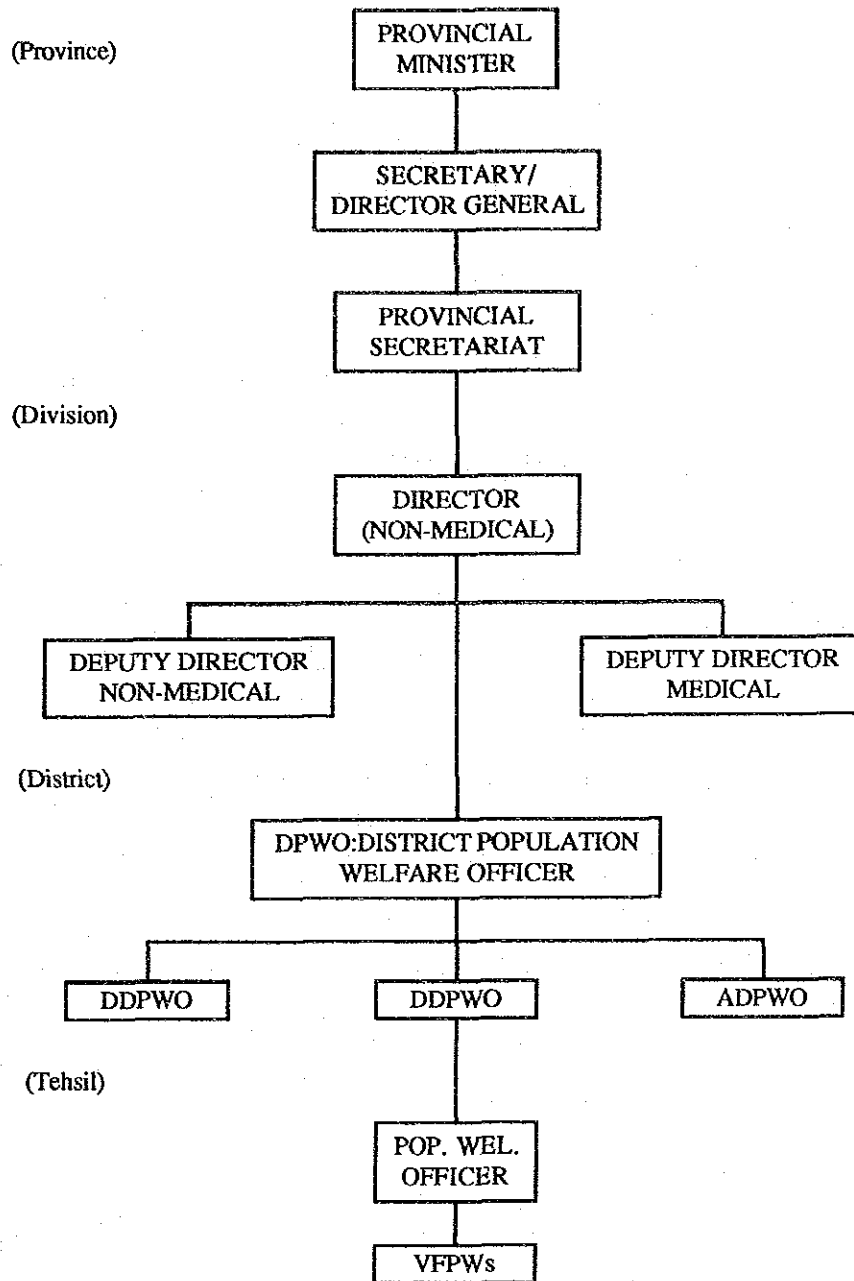 (Province)
PROVINCIAL
MINISTER
SECRETARY/
DIRECTOR GENERAL
PROVINCIAL
SECRETARIAT
(Division)
DIRECTOR
(NON-MEDICAL)
DEPUTY DIRECTOR
NON-MEDICAL
DEPUTY DIRECTOR
MEDICAL
(District)
DPWO:DISTRICT POPULATION
WELFARE OFFICER
DDPWO
DDPWO
ADPWO
(Tehsil)
POP. WEL.
OFFICER
VFPWs